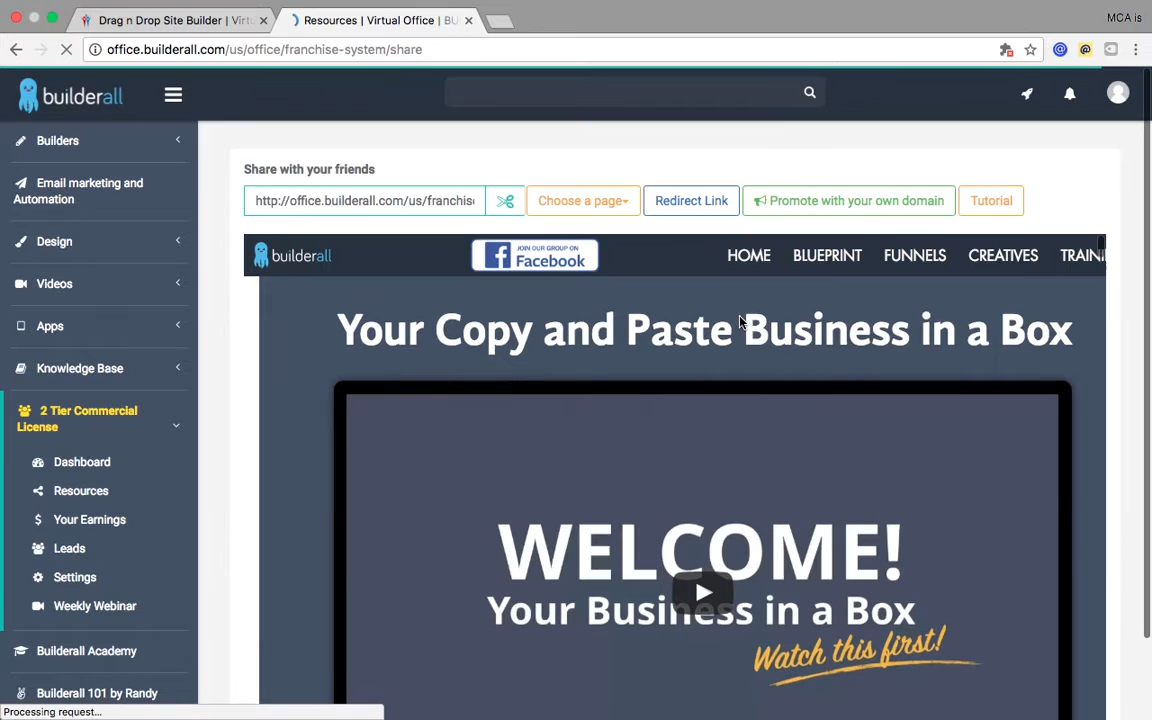 Drag n Drop Site Builder | Virtu
Resources | Virtual Office | BU
MCA is
office.builderall.com/us/office/franchise-system/share
builderall
Builders
Email marketing and
Automation
Design
Videos
Apps
Knowledge Base
2 Tier Commercial
License
Dashboard
Resources
Your Earnings
Leads
Settings
Weekly Webinar
Builderall Academy
Builderall 101 by Randy
Processing request...
Share with your friends
http://office.builderall.com/us/franchis
Choose a page
Redirect Link
Promote with your own domain
Tutorial
builderall
JOIN OUR GROUP ON
Facebook
HOME
BLUEPRINT
FUNNELS
CREATIVES
TRAINI
Your Copy and Paste Business in a Box
WELCOME!
Your Business in a Box
Watch this first!